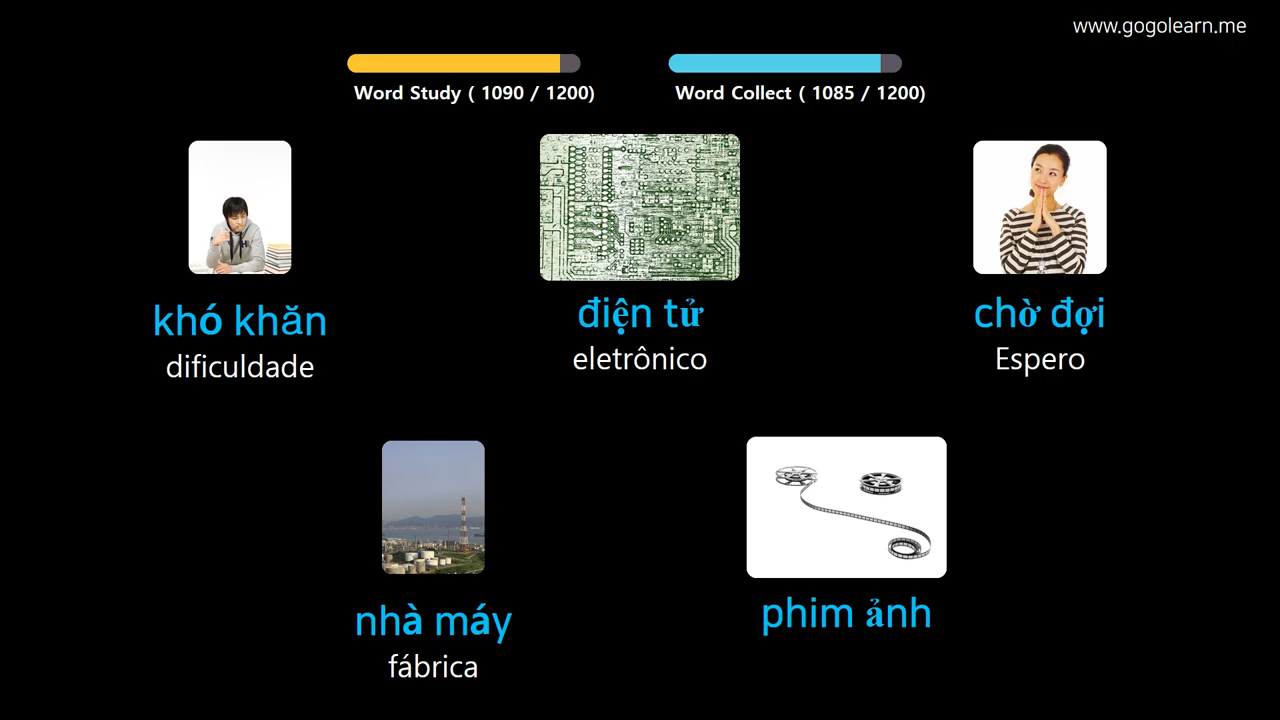 www.gogolearn.me
Word Study ( 1090 / 1200)
Word Collect ( 1085 / 1200)
khó khăn
dificuldade
điện tử
eletrônico
chờ đợi
Espero
nhà máy
fábrica
phim ảnh